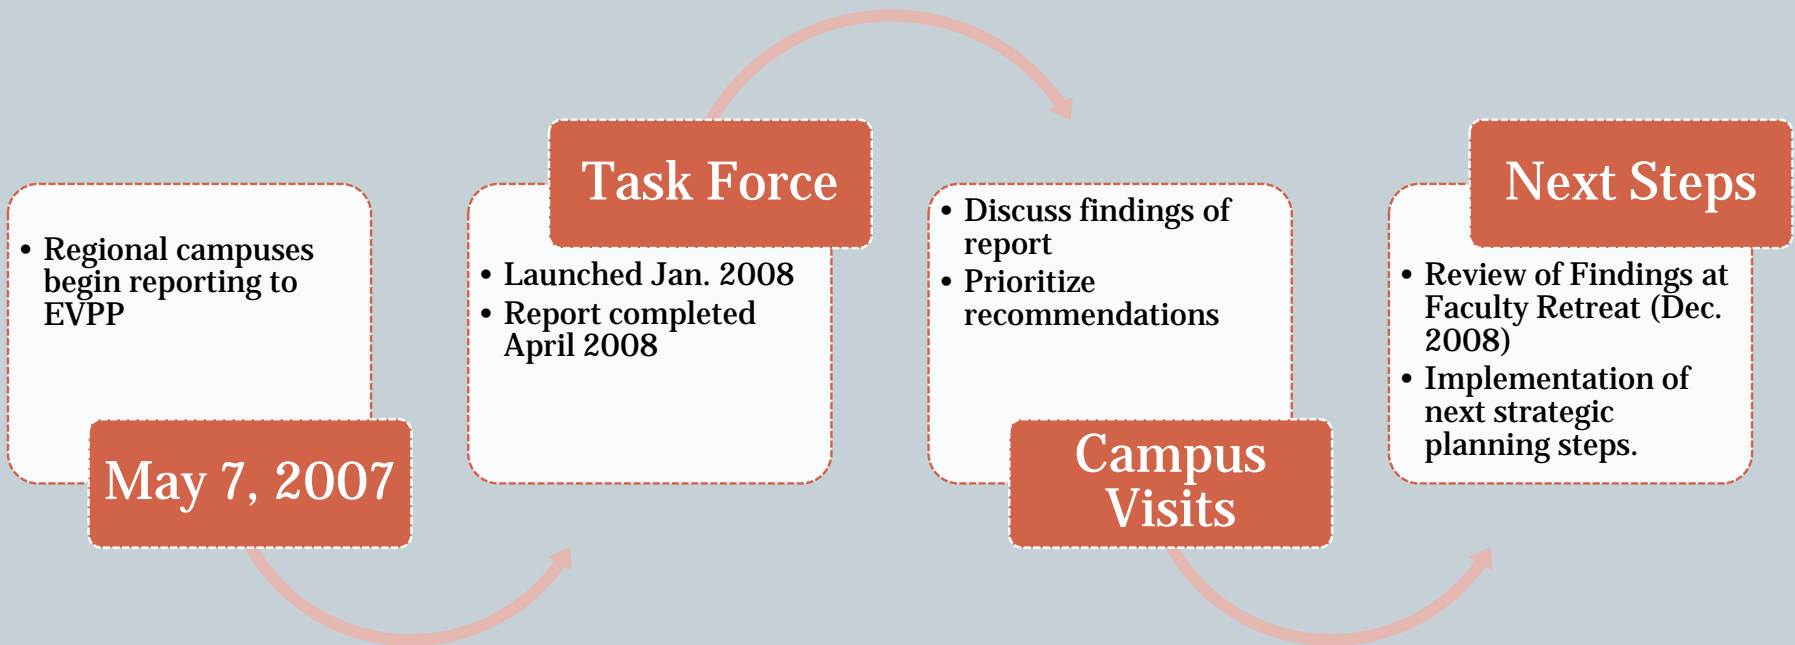 • Regional campuses
begin reporting to
EVPP
May 7, 2007
Task Force
• Launched Jan. 2008
• Report completed
April 2008
• Discuss findings of
report
• Prioritize
recommendations
Campus
Visits
Next Steps
• Review of Findings at
Faculty Retreat (Dec.
2008)
• Implementation of
next strategic
planning steps.